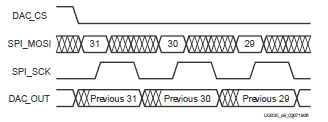 DAC_CS
SPI_MOSI 31 30 29
SPI_SCK
DAC_OUT Previous 31 Previous 30 Previous 29